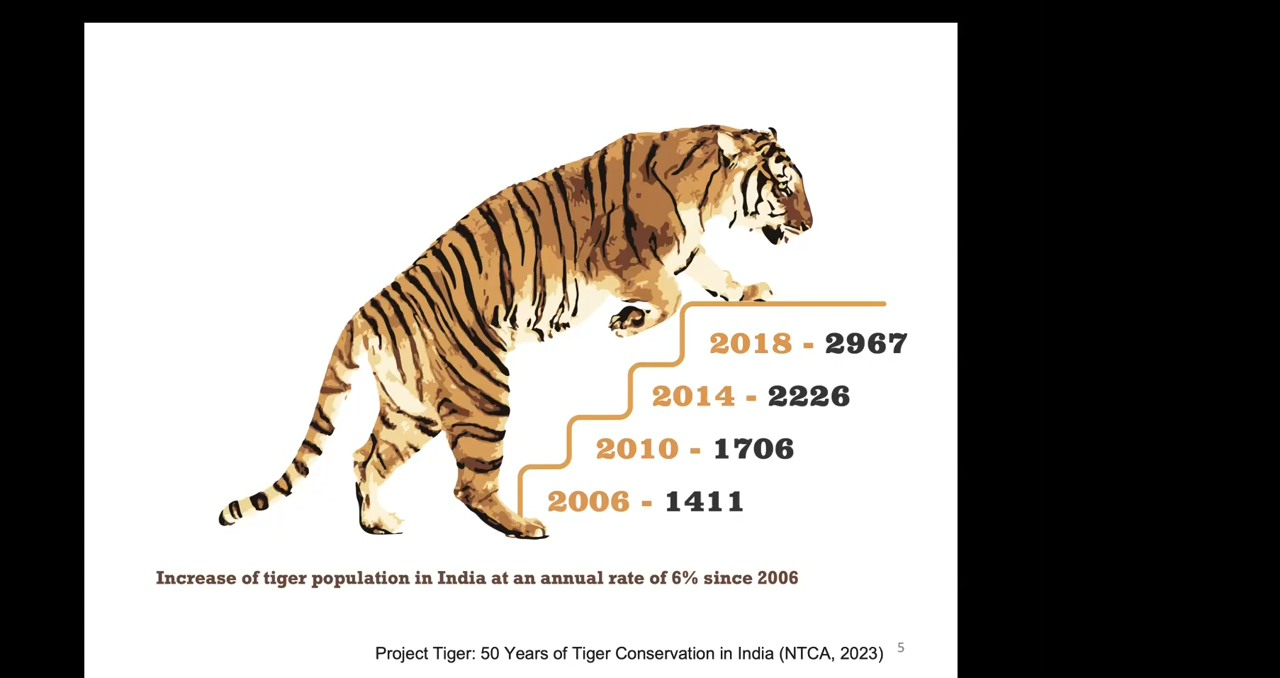 2018 - 2967
2014 - 2226
2010 - 1706
2006 - 1411
Increase of tiger population in India at an annual rate of 6% since 2006
Project Tiger: 50 Years of Tiger Conservation in India (NTCA, 2023)
5